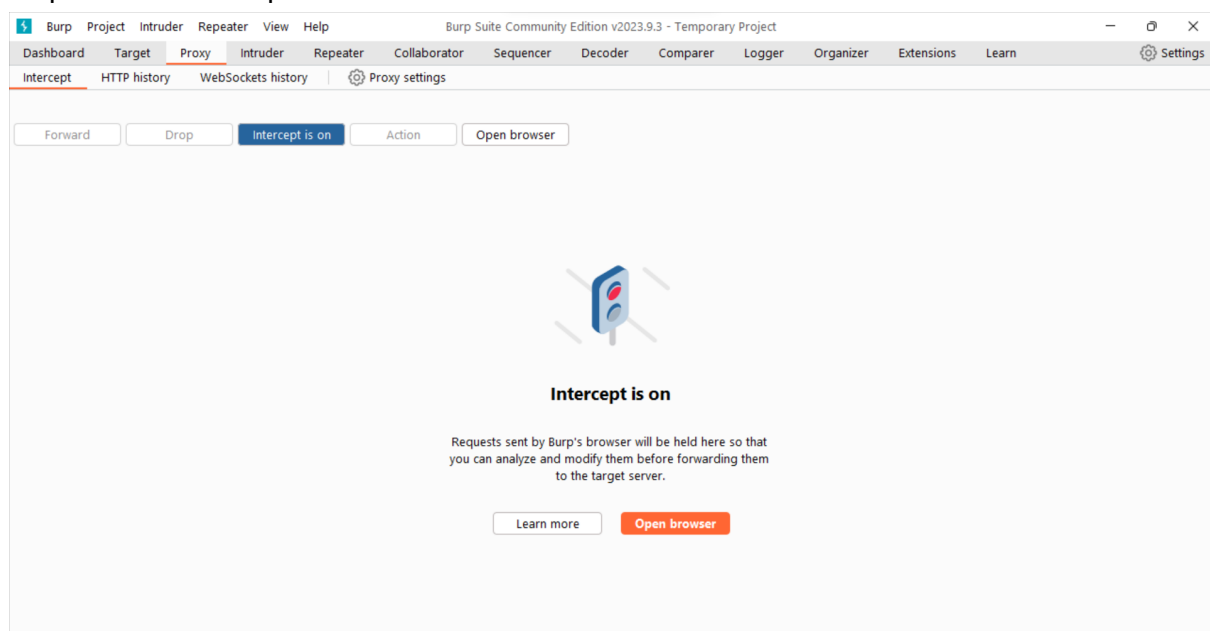 Burp Project Intruder Repeater View Help Burp Suite Community Edition v2023.9.3 - Temporary Project
Dashboard Target Proxy Intruder Repeater Collaborator Sequencer Decoder Comparer Logger Organizer Extensions Learn Settings
Intercept HTTP history WebSockets history Proxy settings
Forward Drop Intercept is on Action Open browser
Intercept is on
Requests sent by Burp's browser will be held here so that
you can analyze and modify them before forwarding them
to the target server.
Learn more Open browser